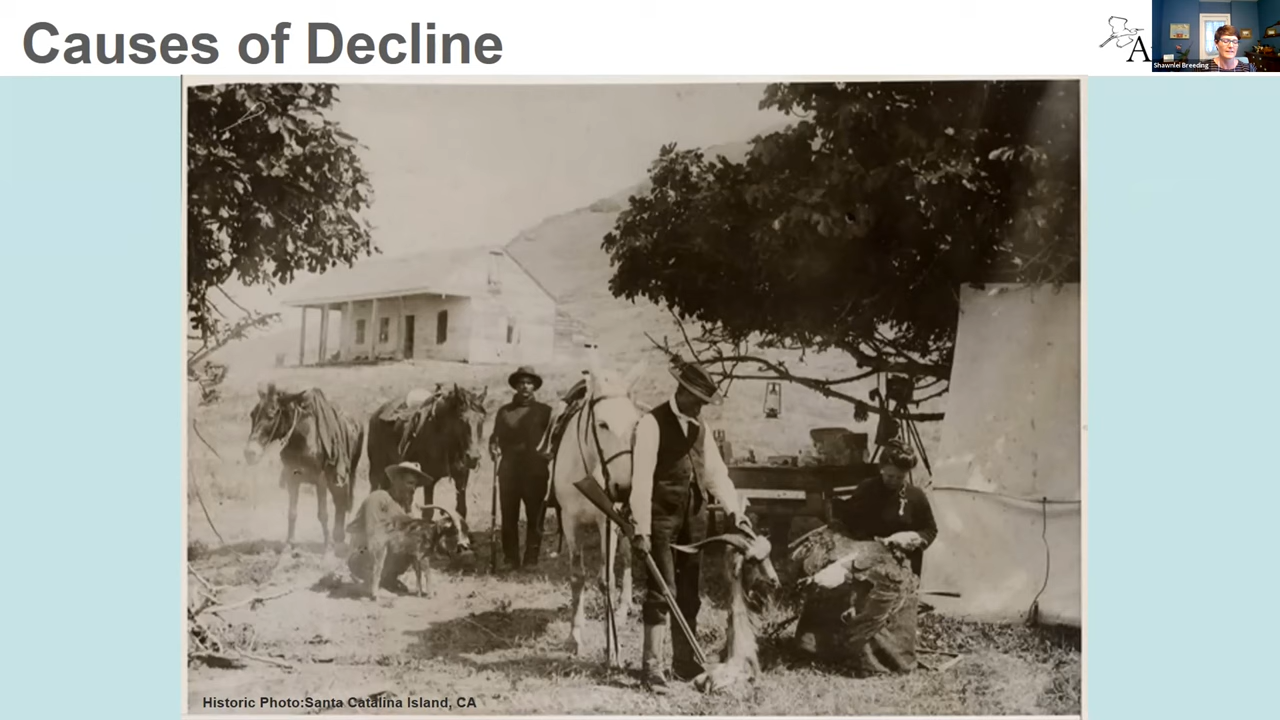 Causes of Decline
A
Shawnlei Breeding
Historic Photo:Santa Catalina Island, CA